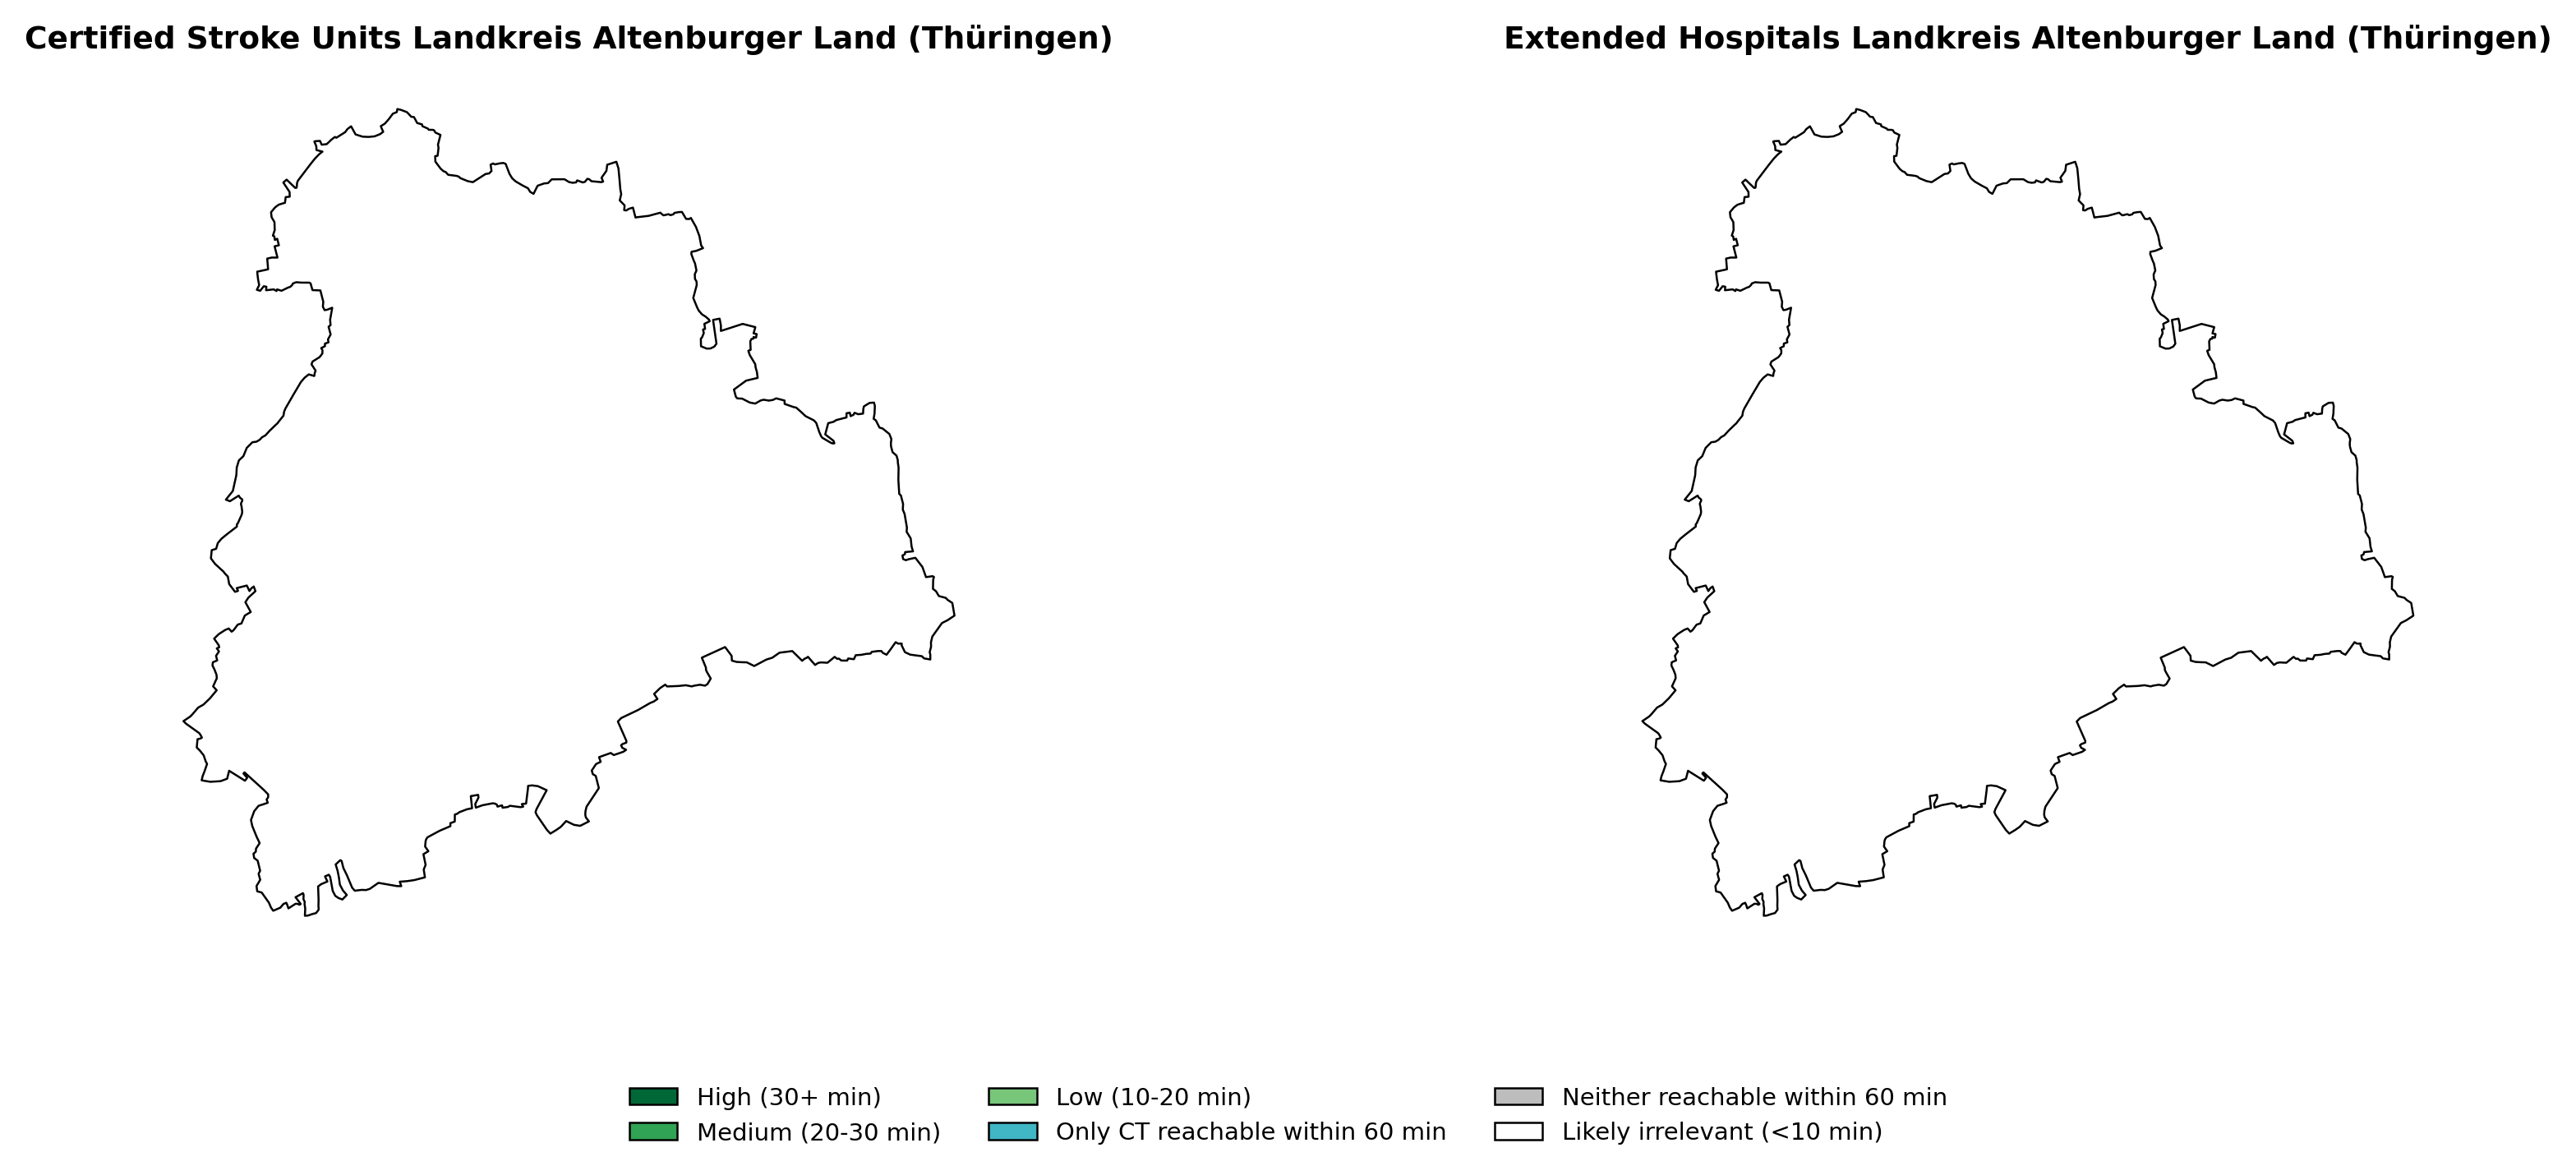 Certified Stroke Units Landkreis Altenburger Land (Thüringen)
Extended Hospitals Landkreis Altenburger Land (Thüringen)
High (30+ min)
Medium (20-30 min)
Low (10-20 min)
Only CT reachable within 60 min
Neither reachable within 60 min
Likely irrelevant (<10 min)